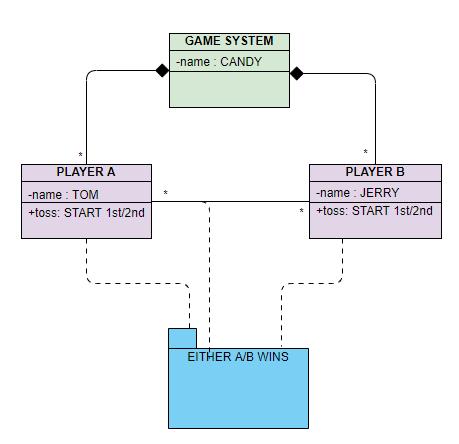 GAME SYSTEM
-name : CANDY
*
*
PLAYER A
-name : TOM
+toss: START 1st/2nd
*
*
PLAYER B
-name : JERRY
+toss: START 1st/2nd
EITHER A/B WINS